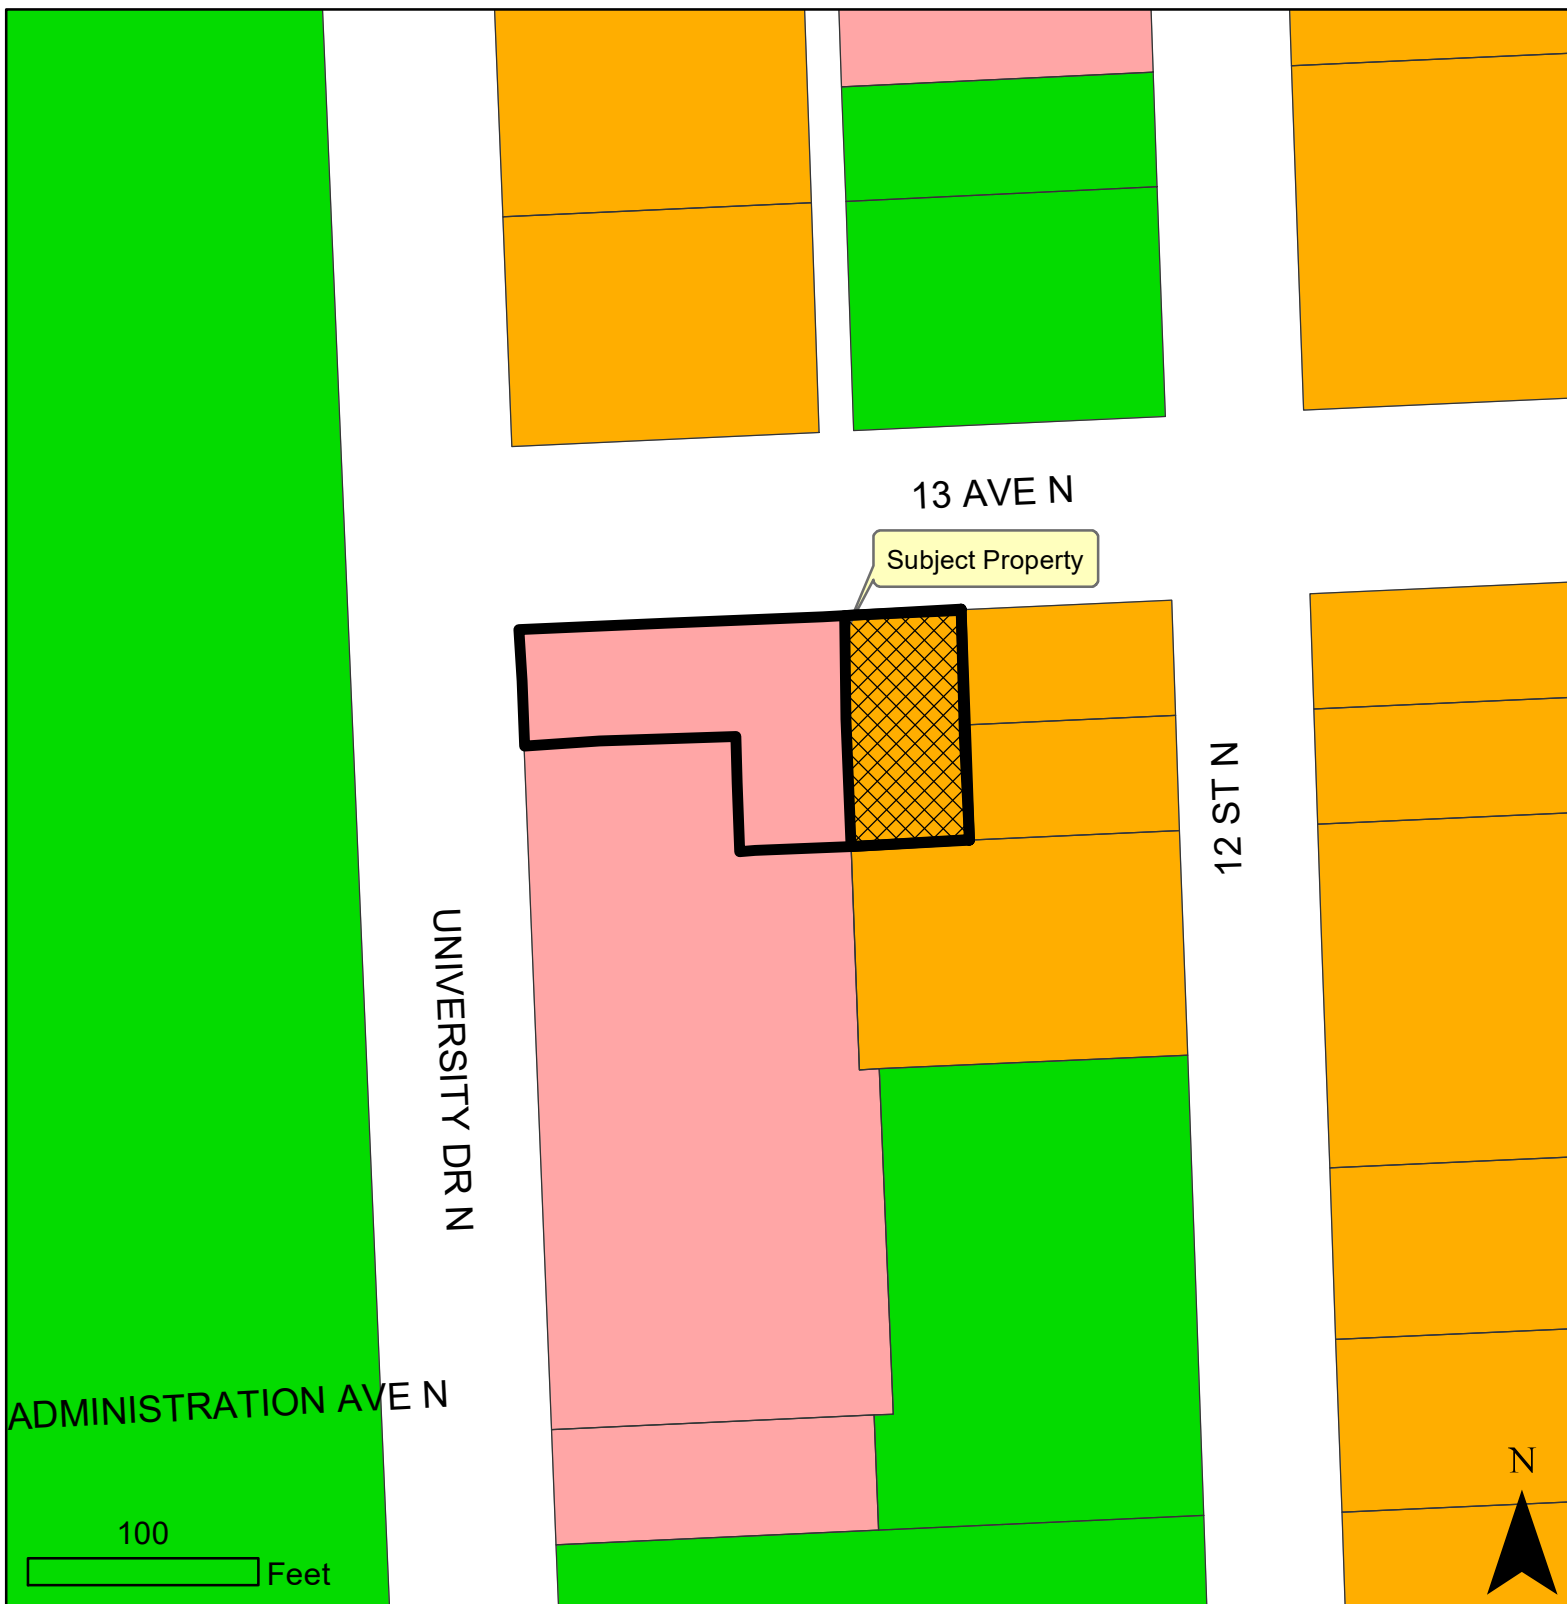 13 AVE N
Subject Property
12 ST N
UNIVERSITY DR N
ADMINISTRATION AVE N
N
100
Feet